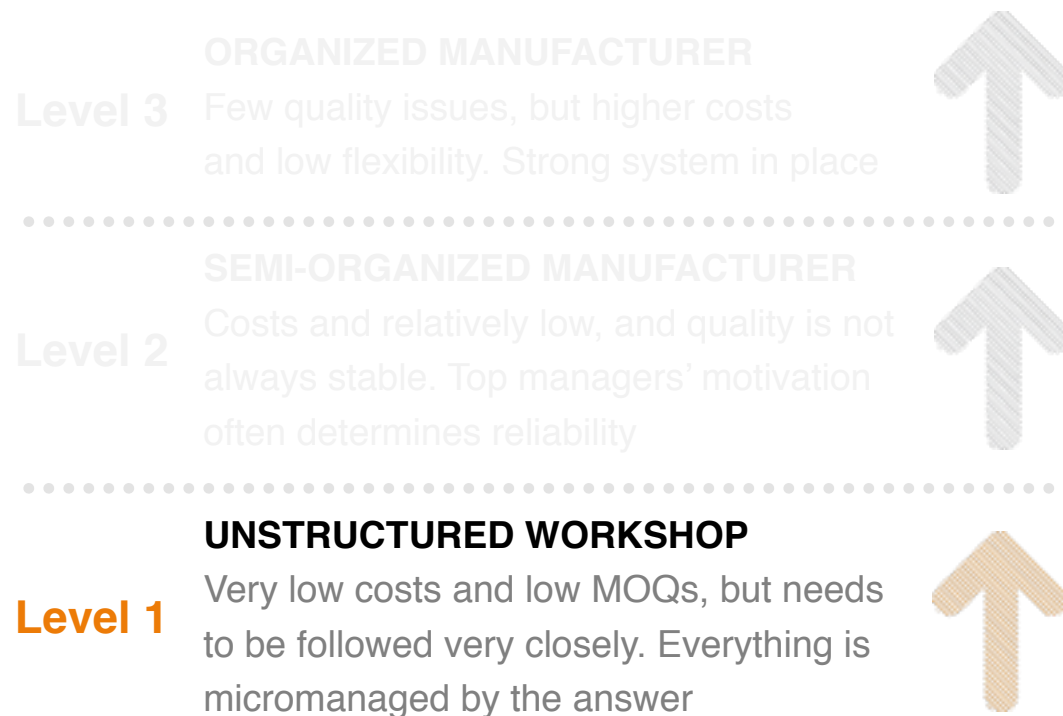 ORGANIZED MANUFACTURER
Level 3
Few quality issues, but higher costs
and low flexibility. Strong system in place
SEMI-ORGANIZED MANUFACTURER
Level 2
Costs and relatively low, and quality is not
always stable. Top managers’ motivation
often determines reliability
UNSTRUCTURED WORKSHOP
Level 1
Very low costs and low MOQs, but needs
to be followed very closely. Everything is
micromanaged by the answer